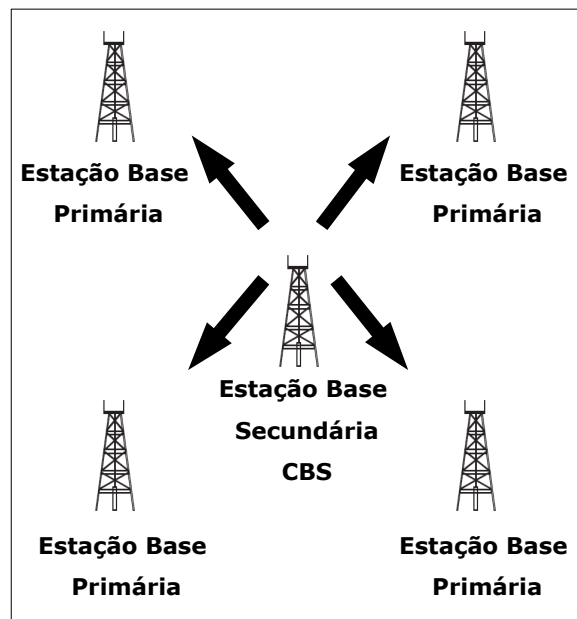 Estação Base
Primária
Estação Base
Primária
Estação Base
Secundária
CBS
Estação Base
Primária
Estação Base
Primária